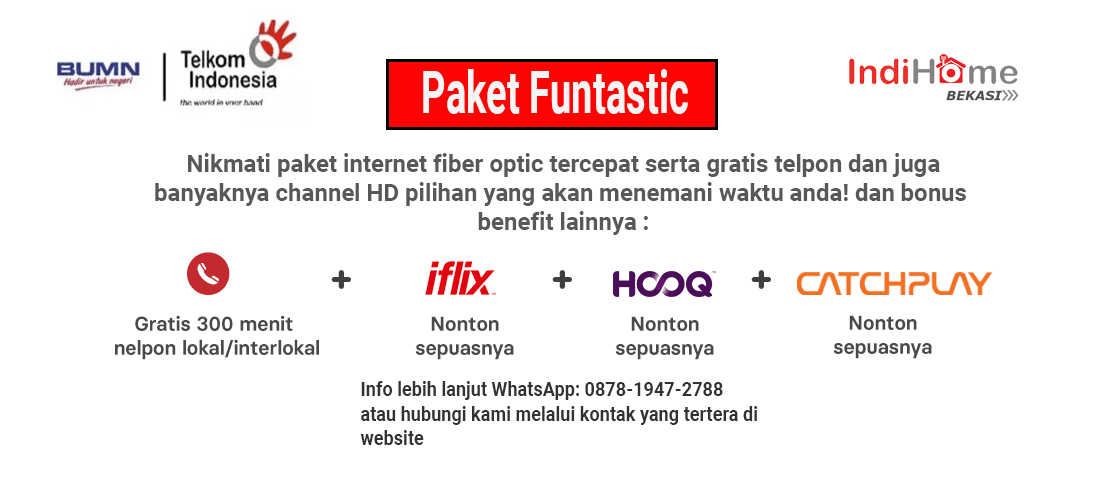 BUMN
Hadir untuk negeri
Telkom
Indonesia
the world in your hand
Paket Funtastic
IndiHome
BEKASI
Nikmati paket internet fiber optic tercepat serta gratis telpon dan juga
banyaknya channel HD pilihan yang akan menemani waktu anda! dan bonus
benefit lainnya :
Gratis 300 menit
nelpon lokal/interlokal
+
iflix
Nonton
sepuasnya
+
HOOQ
Nonton
sepuasnya
+
CATCHPLAY
Nonton
sepuasnya
Info lebih lanjut WhatsApp: 0878-1947-2788
atau hubungi kami melalui kontak yang tertera di
website